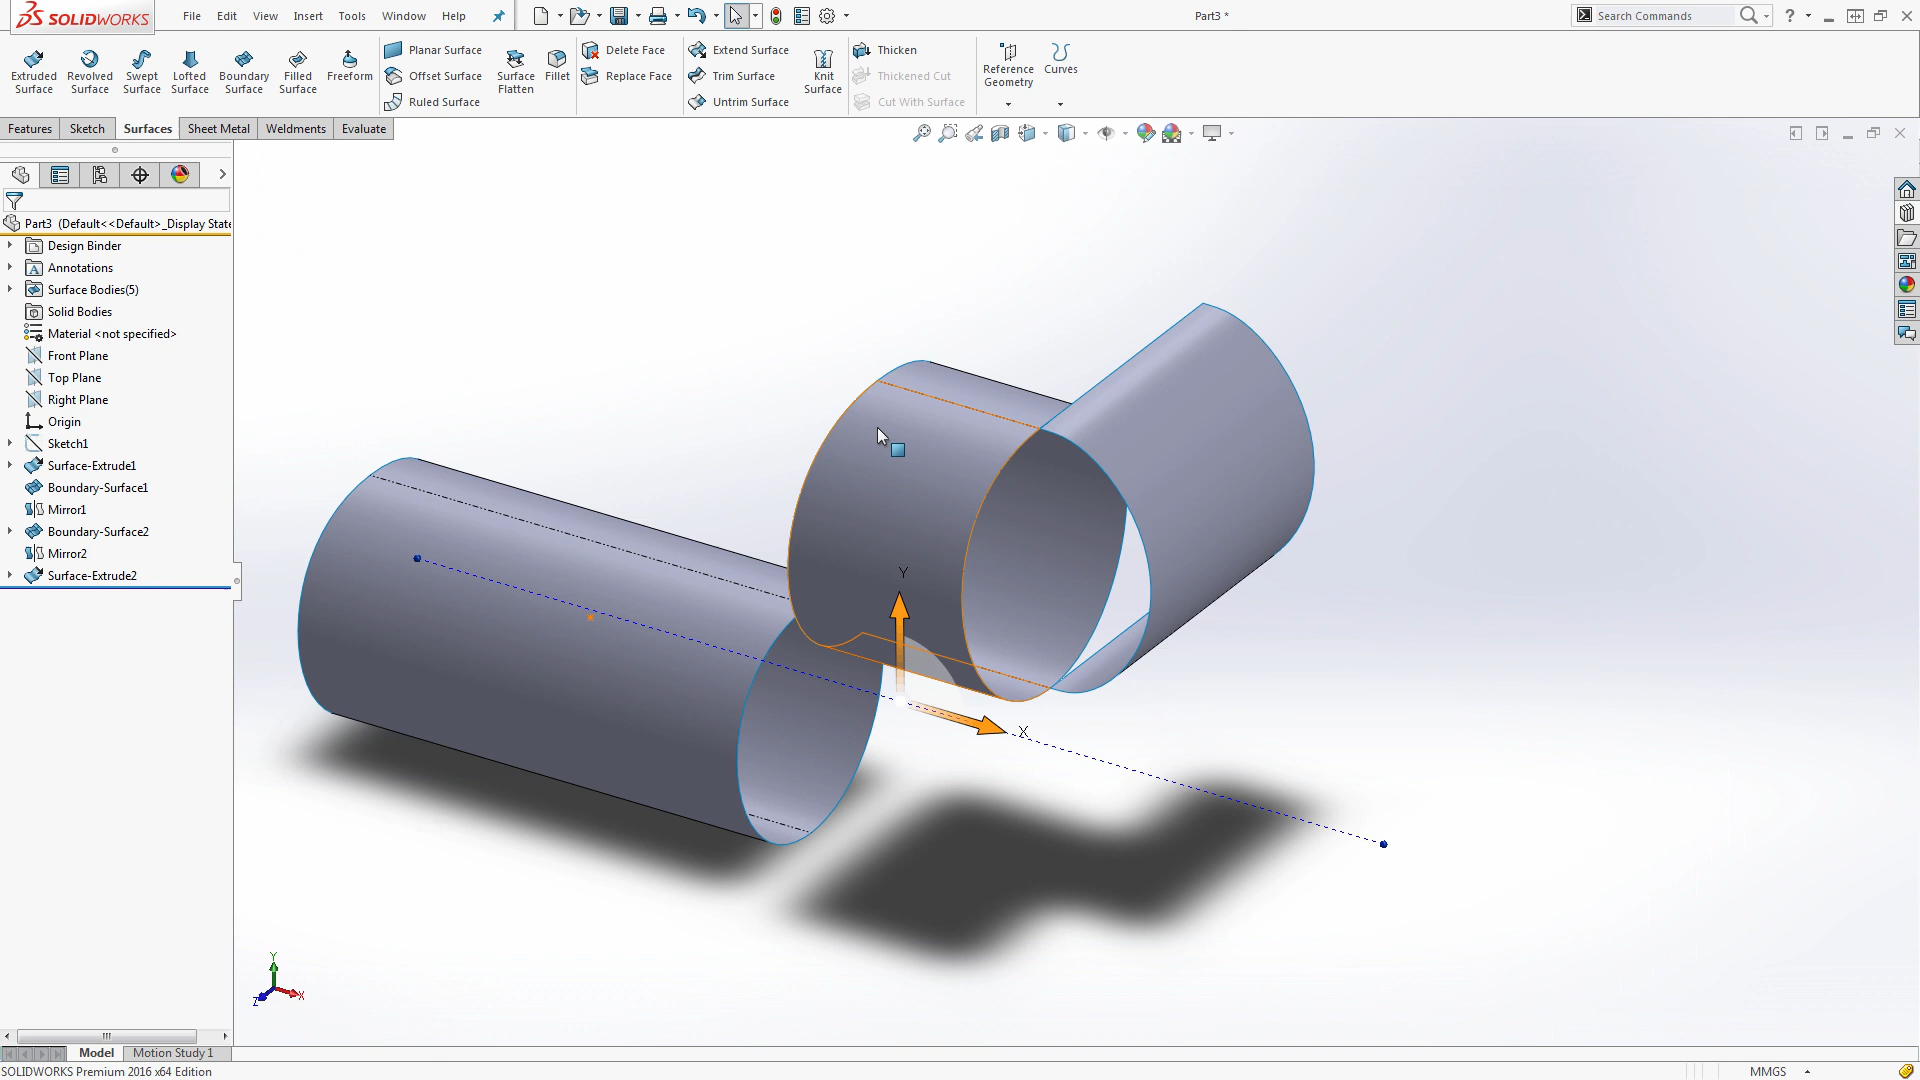 SOLIDWORKS File Edit View Insert Tools Window Help Part3 * Search Commands ?
Extruded Surface
Revolved Surface
Swept Surface
Lofted Surface
Boundary Surface
Filled Surface
Freeform
Planar Surface
Offset Surface
Ruled Surface
Surface Flatten
Fillet
Delete Face
Replace Face
Extend Surface
Trim Surface
Untrim Surface
Knit Surface
Thicken
Thickened Cut
Cut With Surface
Reference Geometry
Curves
Features Sketch Surfaces Sheet Metal Weldments Evaluate
Part3 (Default<<Default>_Display State
Design Binder
A Annotations
Surface Bodies(5)
Solid Bodies
Material <not specified>
Front Plane
Top Plane
Right Plane
Origin
Sketch1
Surface-Extrude1
Boundary-Surface1
Mirror1
Boundary-Surface2
Mirror2
Surface-Extrude2
Y
X
Y
Z X
Model Motion Study 1
SOLIDWORKS Premium 2016 x64 Edition MMGS